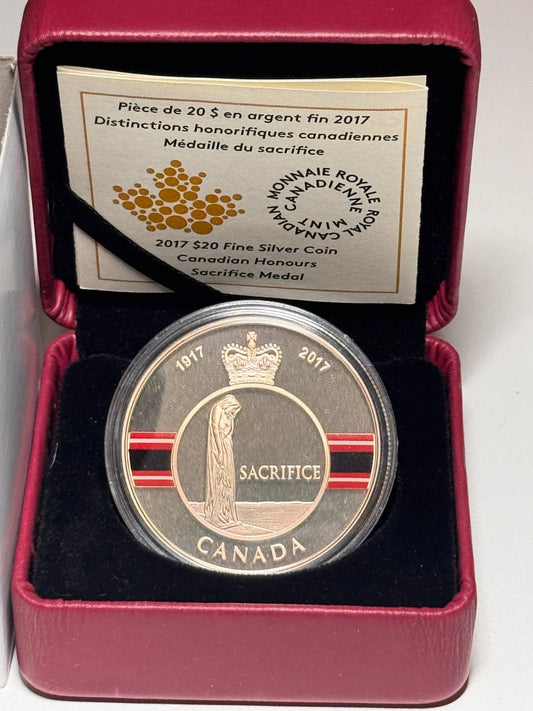 Pièce de 20 $ en argent fin 2017
Distinctions honorifiques canadiennes
Médaille du sacrifice
MONNAIE ROYALE CANADIENNE
ROYAL CANADIAN MINT
2017 $20 Fine Silver Coin
Canadian Honours
Sacrifice Medal
1917 2017
SACRIFICE
CANADA